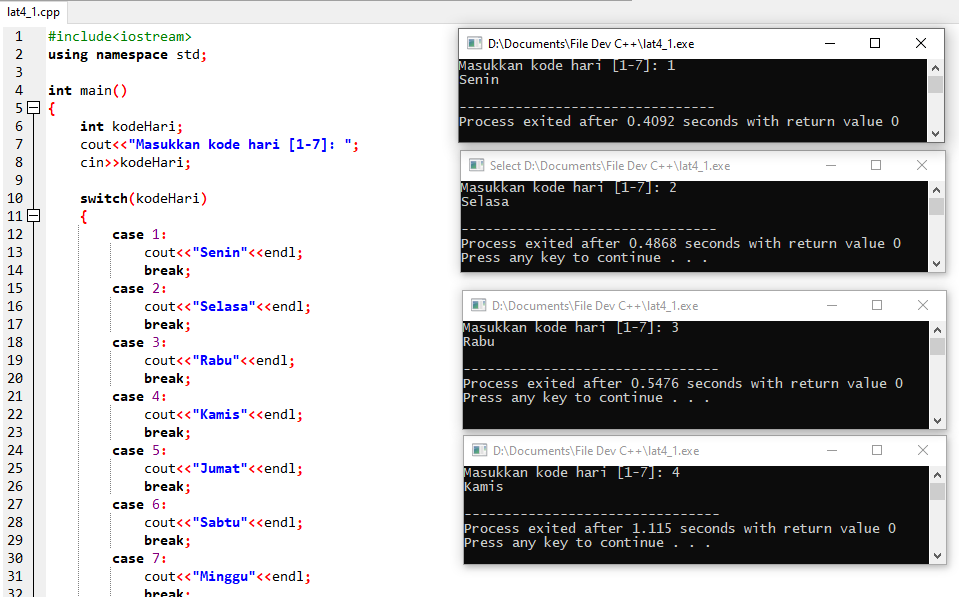 lat4_1.cpp
1 #include<iostream>
2 using namespace std;
3
4 int main()
5 {
6 int kodeHari;
7 cout<<"Masukkan kode hari [1-7]: ";
8 cin>>kodeHari;
9
10 switch(kodeHari)
11 {
12 case 1:
13 cout<<"Senin"<<endl;
14 break;
15 case 2:
16 cout<<"Selasa"<<endl;
17 break;
18 case 3:
19 cout<<"Rabu"<<endl;
20 break;
21 case 4:
22 cout<<"Kamis"<<endl;
23 break;
24 case 5:
25 cout<<"Jumat"<<endl;
26 break;
27 case 6:
28 cout<<"Sabtu"<<endl;
29 break;
30 case 7:
31 cout<<"Minggu"<<endl;
32 break;
D:\Documents\File Dev C++\lat4_1.exe
Masukkan kode hari [1-7]: 1
Senin
--------------------------------
Process exited after 0.4092 seconds with return value 0
Select D:\Documents\File Dev C++\lat4_1.exe
Masukkan kode hari [1-7]: 2
Selasa
--------------------------------
Process exited after 0.4868 seconds with return value 0
Press any key to continue . . .
D:\Documents\File Dev C++\lat4_1.exe
Masukkan kode hari [1-7]: 3
Rabu
--------------------------------
Process exited after 0.5476 seconds with return value 0
Press any key to continue . . .
D:\Documents\File Dev C++\lat4_1.exe
Masukkan kode hari [1-7]: 4
Kamis
--------------------------------
Process exited after 1.115 seconds with return value 0
Press any key to continue . . .